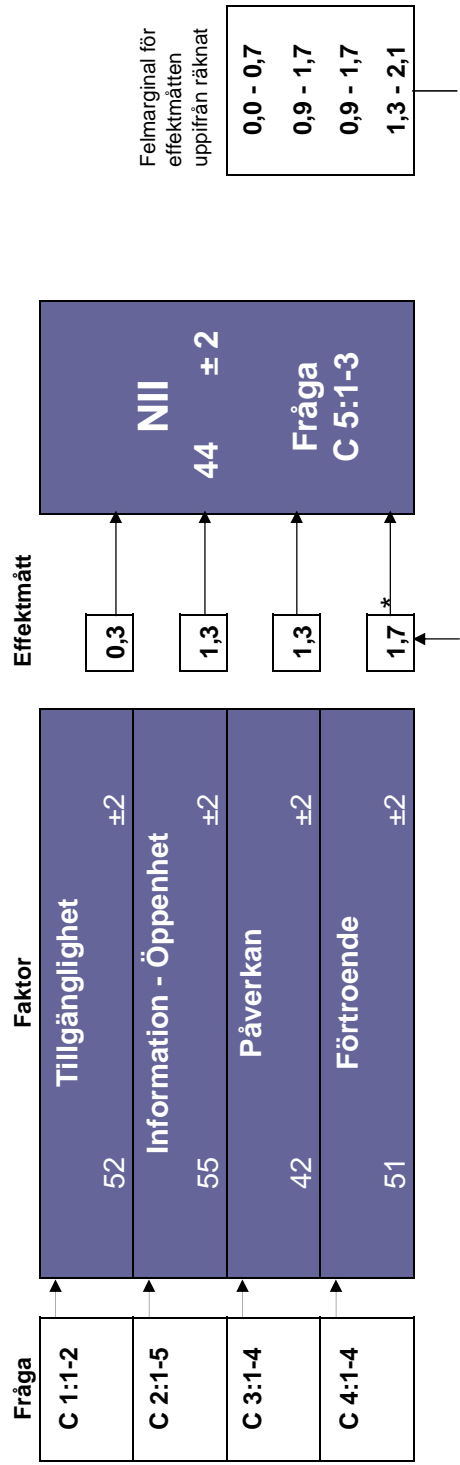 Fråga
Faktor
Effektmått
C 1:1-2
Tillgänglighet
52 ±2
0,3
C 2:1-5
Information - Öppenhet
55 ±2
1,3
C 3:1-4
Påverkan
42 ±2
1,3
C 4:1-4
Förtroende
51 ±2
1,7 *
NII
44 ± 2
Fråga
C 5:1-3
Felmarginal för
effektmåtten
uppifrån räknat
0,0 - 0,7
0,9 - 1,7
0,9 - 1,7
1,3 - 2,1